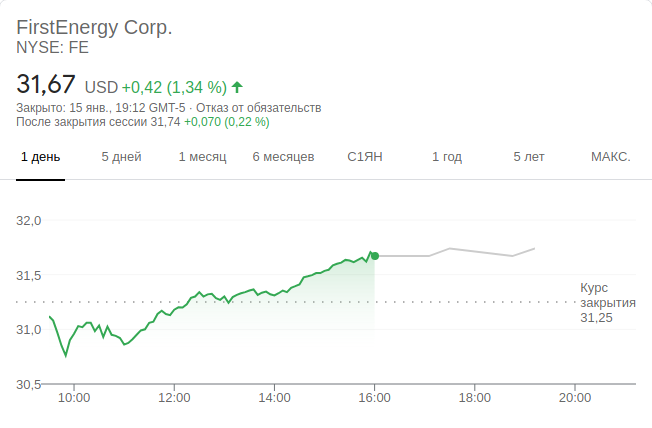 FirstEnergy Corp.
NYSE: FE
31,67 USD +0,42 (1,34 %)
Закрыто: 15 янв., 19:12 GMT-5 · Отказ от обязательств
После закрытия сессии 31,74 +0,070 (0,22 %)
1 день 5 дней 1 месяц 6 месяцев С1ЯН 1 год 5 лет МАКС.
32,0
31,5
Курс
закрытия
31,25
31,0
30,5
10:00 12:00 14:00 16:00 18:00 20:00